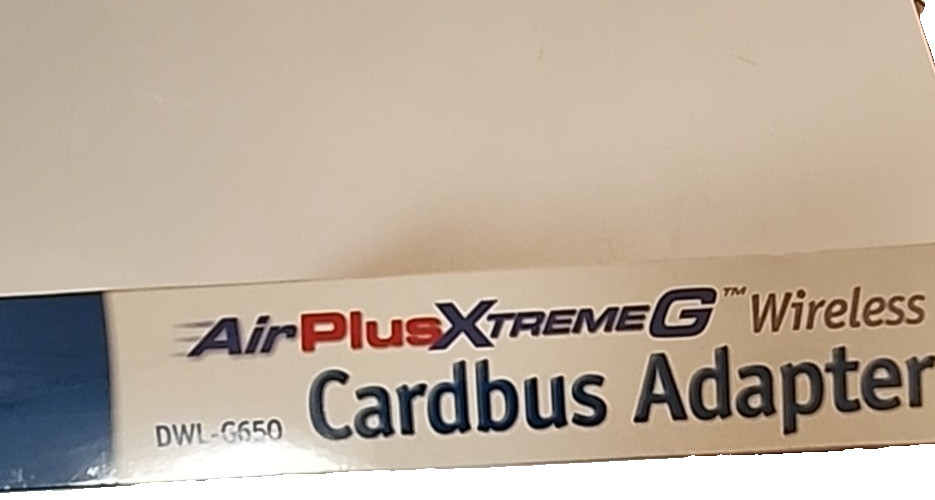 AirPlusXTREMEG™ Wireless
DWL-G650 Cardbus Adapter